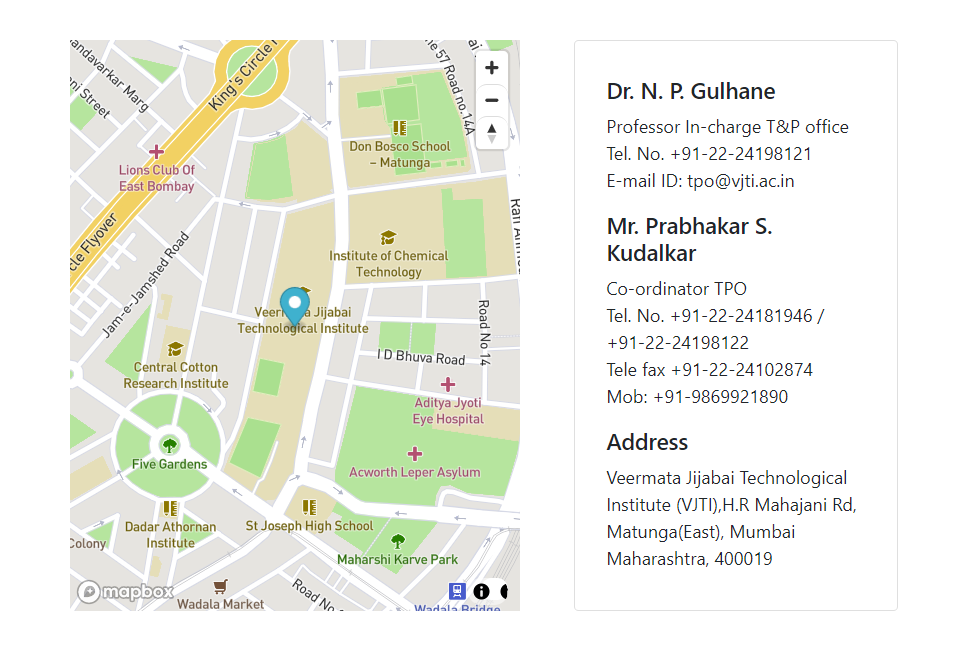 andavarkar Marg
ni Street
King's Circle
cle Flyover
ne 57 Road no.14A
Don Bosco School
– Matunga
Lions Club Of
East Bombay
Jam-e-Jamshed Road
Institute of Chemical
Technology
Veermata Jijabai
Technological Institute
Road No 14
I D Bhuva Road
Central Cotton
Research Institute
Aditya Jyoti
Eye Hospital
Five Gardens
Acworth Leper Asylum
Dadar Athornan
Institute
St Joseph High School
Colony
Maharshi Karve Park
mapbox
Wadala Market
Road No
Wadala Bridge
Dr. N. P. Gulhane
Professor In-charge T&P office
Tel. No. +91-22-24198121
E-mail ID: tpo@vjti.ac.in
Mr. Prabhakar S.
Kudalkar
Co-ordinator TPO
Tel. No. +91-22-24181946 /
+91-22-24198122
Tele fax +91-22-24102874
Mob: +91-9869921890
Address
Veermata Jijabai Technological
Institute (VJTI),H.R Mahajani Rd,
Matunga(East), Mumbai
Maharashtra, 400019